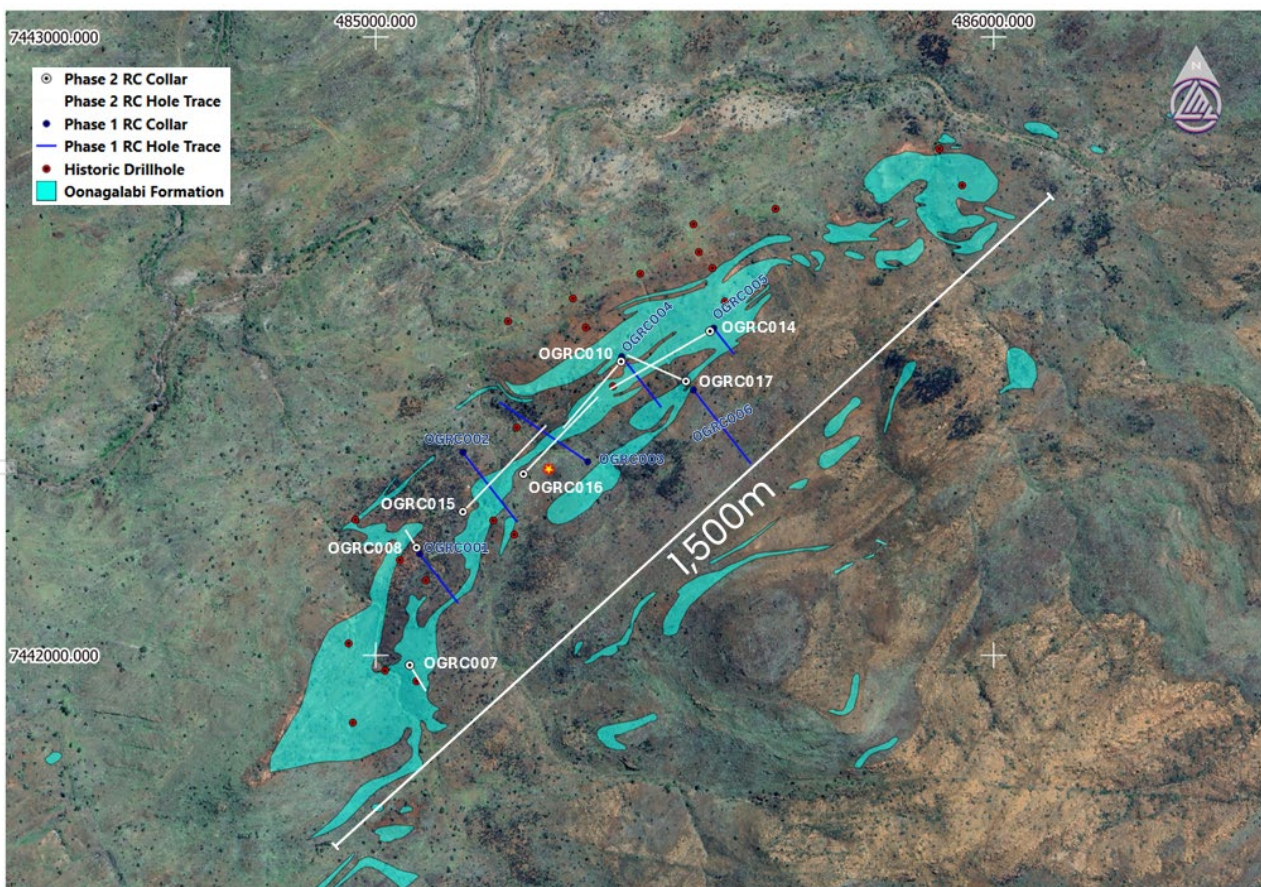 485000.000
486000.000
7443000.000
Phase 2 RC Collar
Phase 2 RC Hole Trace
Phase 1 RC Collar
Phase 1 RC Hole Trace
Historic Drillhole
Oonagalabi Formation
N
OGRC005
OGRC004
OGRC014
OGRC010
OGRC017
OGRC006
OGRC002
OGRC003
OGRC016
OGRC015
1,500m
OGRC008
OGRC001
7442000.000
OGRC007